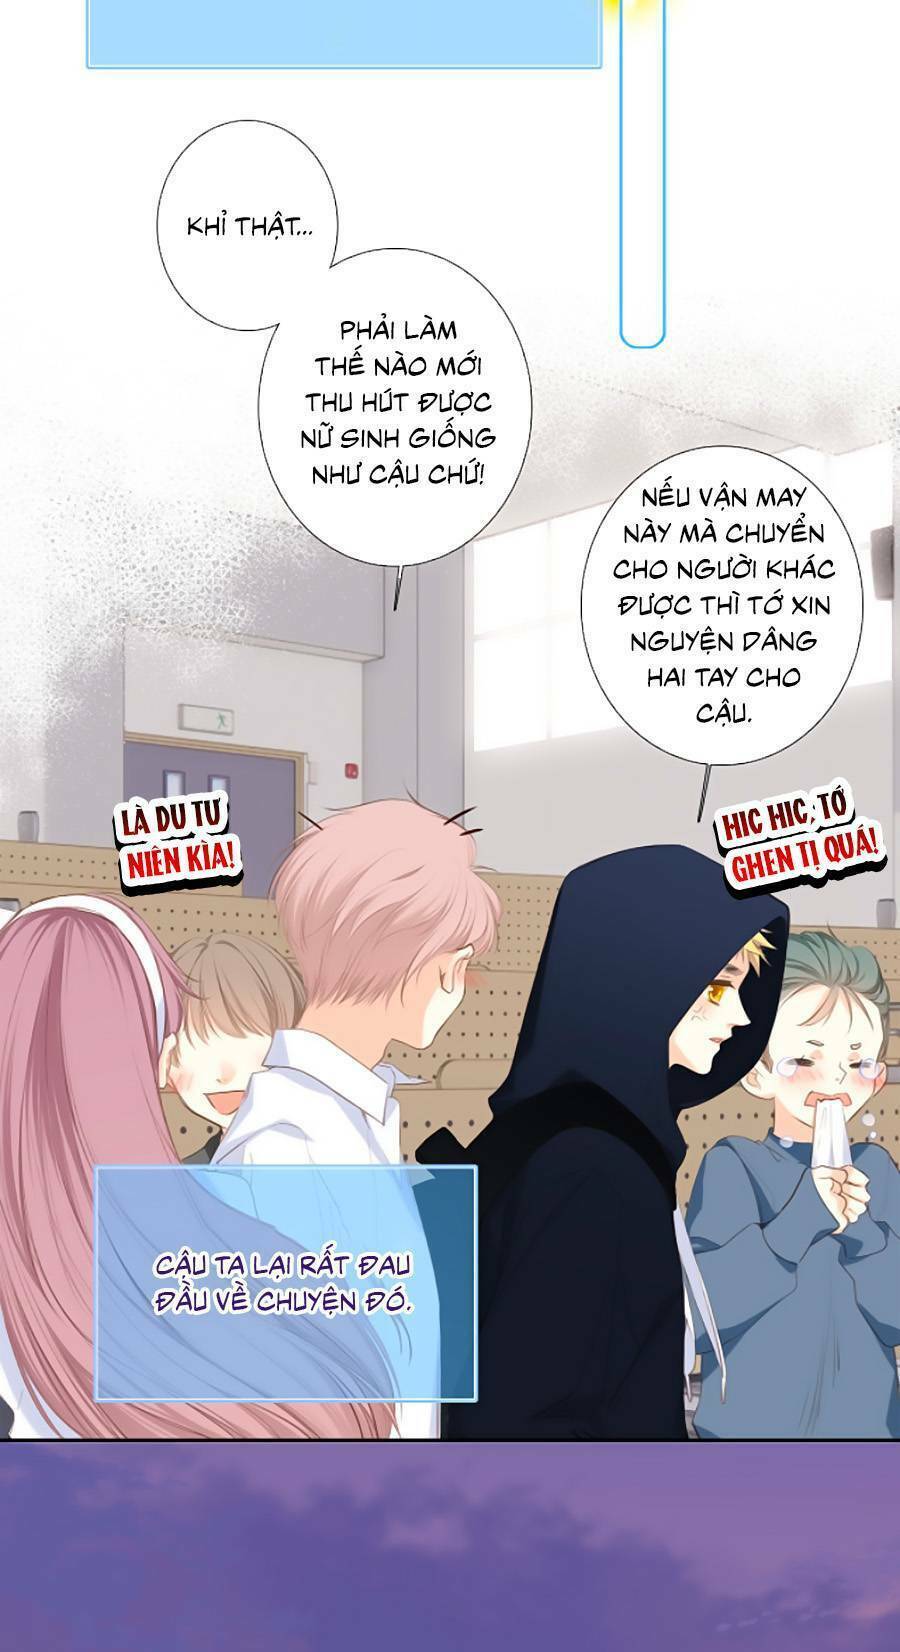 KHỈ THẬT...
PHẢI LÀM
THẾ NÀO MỚI
THU HÚT ĐƯỢC
NỮ SINH GIỐNG
NHƯ CẬU CHỨ!
NẾU VẬN MAY
NÀY MÀ CHUYỂN
CHO NGƯỜI KHÁC
ĐƯỢC THÌ TỚ XIN
NGUYỆN DÂNG
HAI TAY CHO
CẬU.
LÀ DU TƯ
NIÊN KÌA!
HIC HIC, TỚ
GHEN TỊ QUÁ!
CẬU TA LẠI RẤT ĐAU
ĐẦU VỀ CHUYỆN ĐÓ.